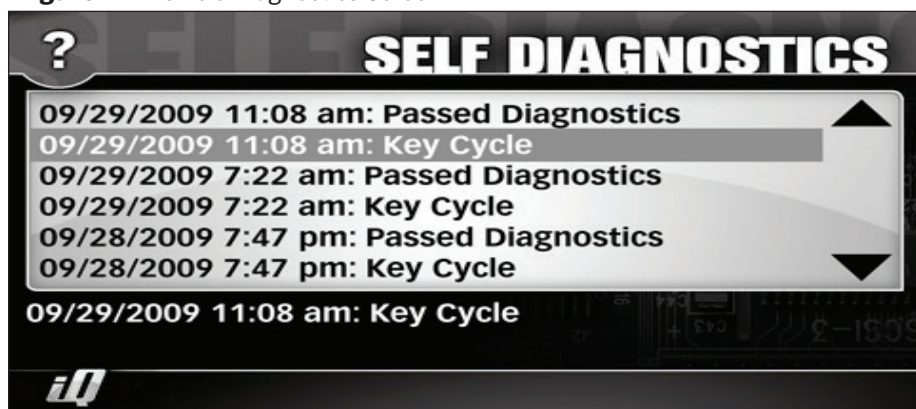 ?
SELF DIAGNOSTICS
09/29/2009 11:08 am: Passed Diagnostics
09/29/2009 11:08 am: Key Cycle
09/29/2009 7:22 am: Passed Diagnostics
09/29/2009 7:22 am: Key Cycle
09/28/2009 7:47 pm: Passed Diagnostics
09/28/2009 7:47 pm: Key Cycle
09/29/2009 11:08 am: Key Cycle
C44
C43
iQ